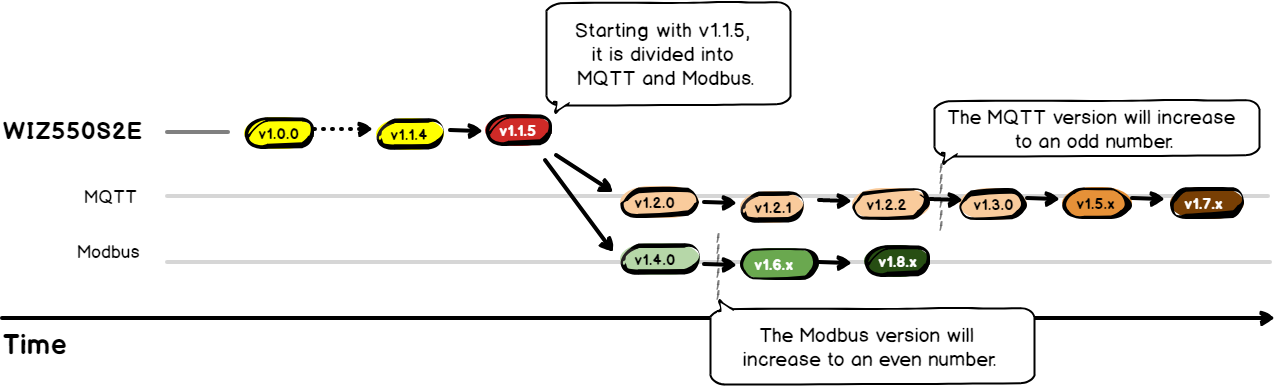 Starting with v1.1.5,
it is divided into
MQTT and Modbus.
The MQTT version will increase
to an odd number.
WIZ550S2E
v1.0.0
v1.1.4
v1.1.5
MQTT
v1.2.0
v1.2.1
v1.2.2
v1.3.0
v1.5.x
v1.7.x
Modbus
v1.4.0
v1.6.x
v1.8.x
Time
The Modbus version will
increase to an even number.